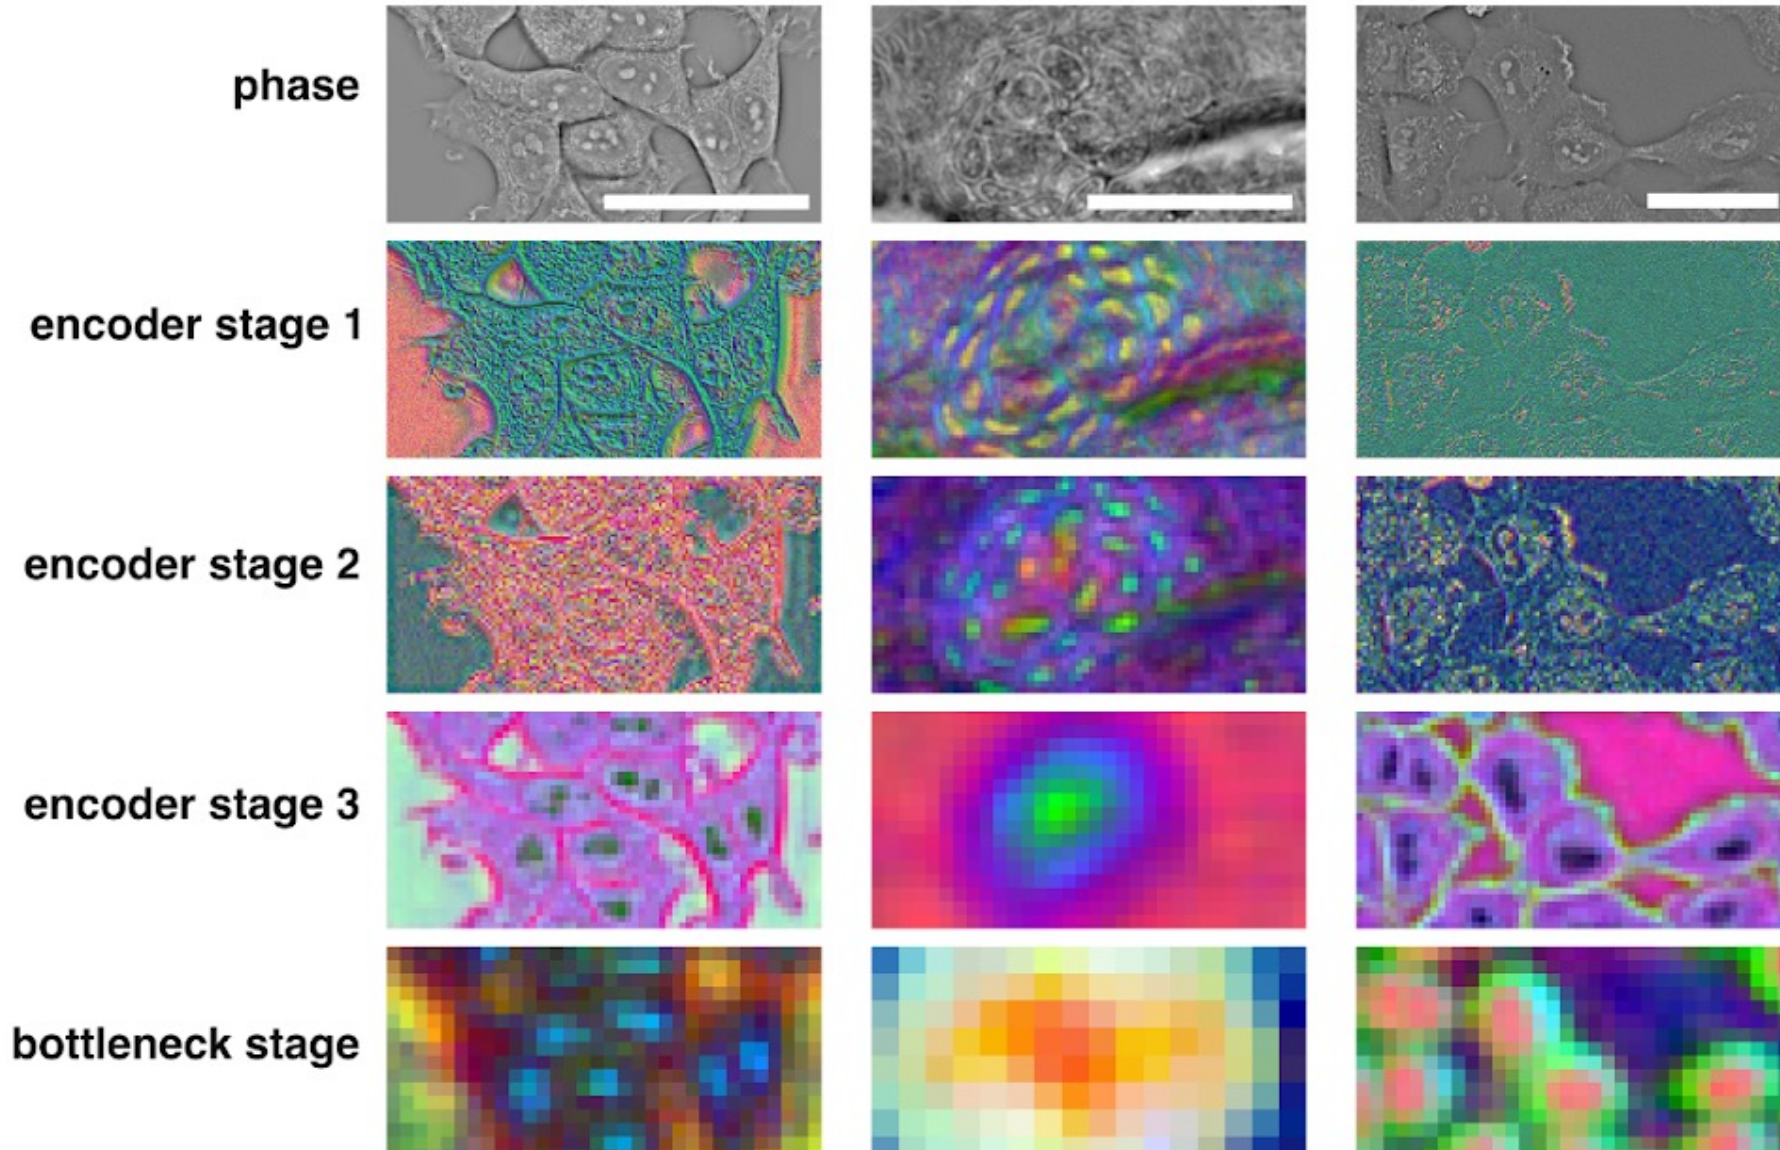 phase
encoder stage 1
encoder stage 2
encoder stage 3
bottleneck stage